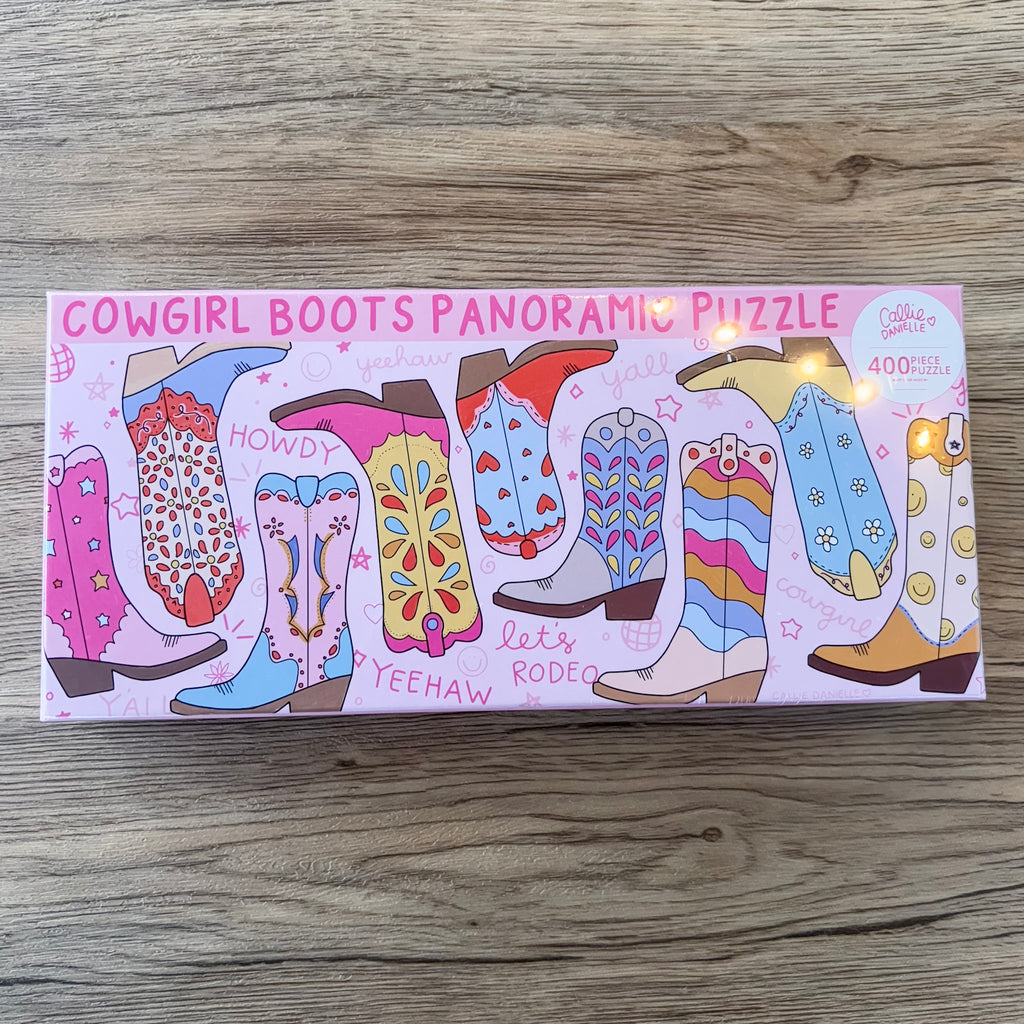 COWGIRL BOOTS PANORAMIC PUZZLE
Callie
DANIELLE
400 PIECE
PUZZLE
yeehaw
y'all
HOWDY
cowgirl
let's
RODEO
YEEHAW
Y'ALL
CALLIE DANIELLE